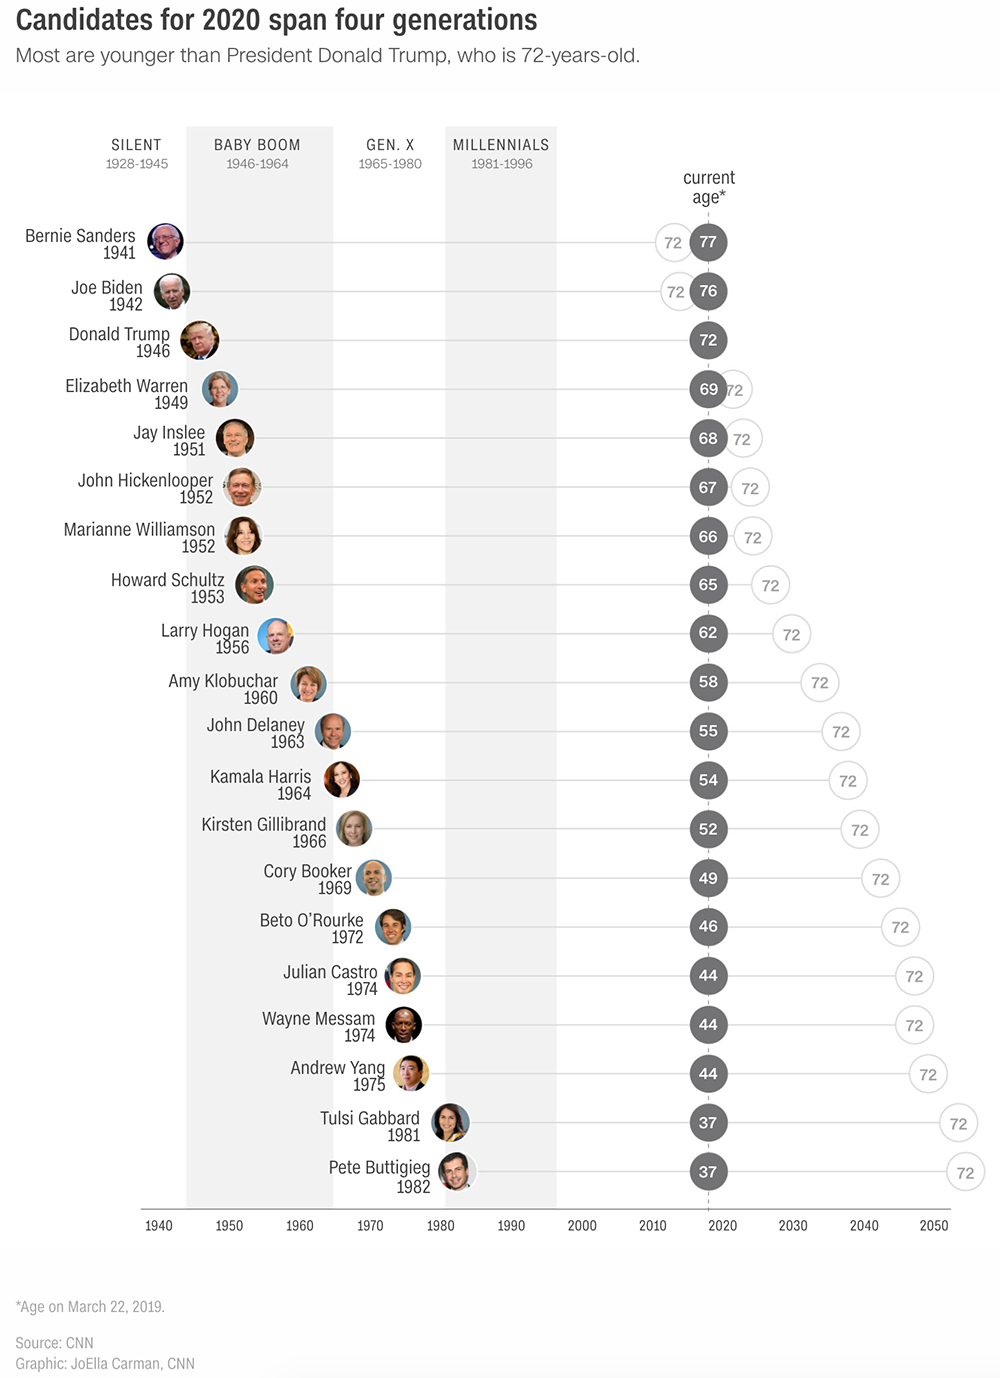 Candidates for 2020 span four generations
Most are younger than President Donald Trump, who is 72-years-old.
SILENT
1928-1945
BABY BOOM
1946-1964
GEN. X
1965-1980
MILLENNIALS
1981-1996
current
age*
Bernie Sanders
1941
72
77
Joe Biden
1942
72
76
Donald Trump
1946
72
Elizabeth Warren
1949
69
72
Jay Inslee
1951
68
72
John Hickenlooper
1952
67
72
Marianne Williamson
1952
66
72
Howard Schultz
1953
65
72
Larry Hogan
1956
62
72
Amy Klobuchar
1960
58
72
John Delaney
1963
55
72
Kamala Harris
1964
54
72
Kirsten Gillibrand
1966
52
72
Cory Booker
1969
49
72
Beto O'Rourke
1972
46
72
Julian Castro
1974
44
72
Wayne Messam
1974
44
72
Andrew Yang
1975
44
72
Tulsi Gabbard
1981
37
72
Pete Buttigieg
1982
37
72
1940 1950 1960 1970 1980 1990 2000 2010 2020 2030 2040 2050
*Age on March 22, 2019.
Source: CNN
Graphic: JoElla Carman, CNN